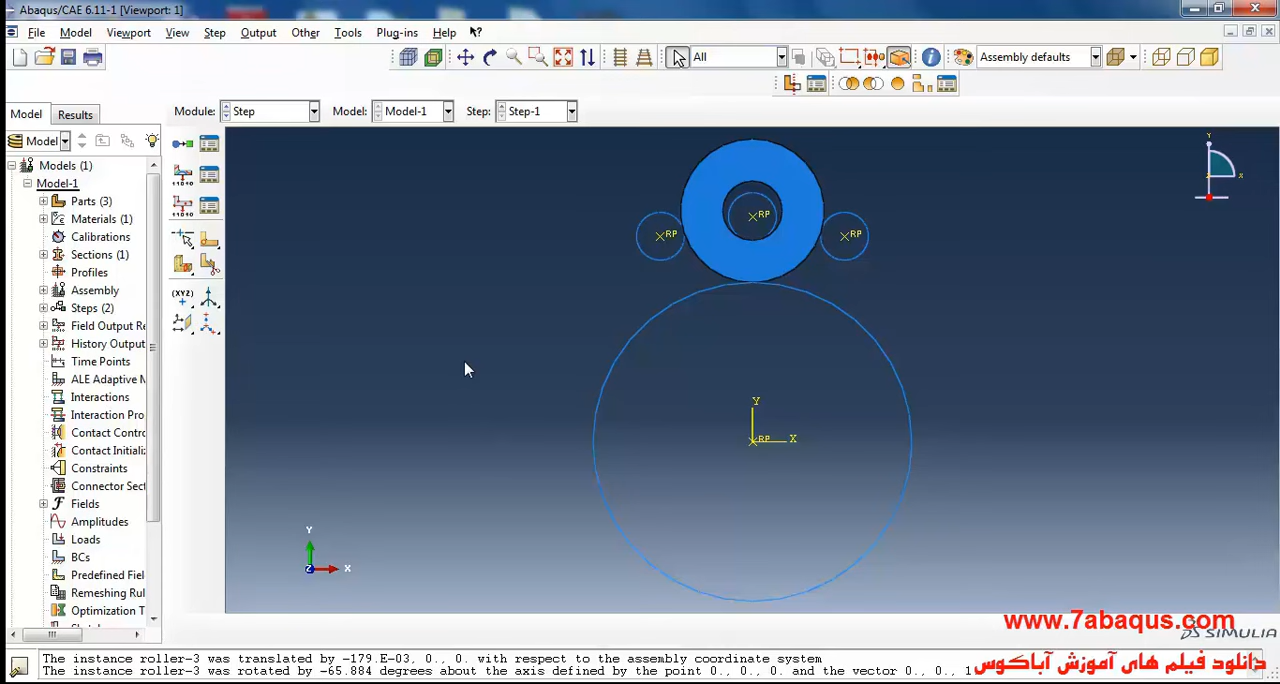 Abaqus/CAE 6.11-1 [Viewport: 1]
File Model Viewport View Step Output Other Tools Plug-ins Help
All Assembly defaults
Module: Step Model: Model-1 Step: Step-1
Model Results
Model
Models (1)
Model-1
Parts (3)
Materials (1)
Calibrations
Sections (1)
Profiles
Assembly
Steps (2)
Field Output Re
History Output
Time Points
ALE Adaptive M
Interactions
Interaction Pro
Contact Contr
Contact Initiali
Constraints
Connector Sect
Fields
Amplitudes
Loads
BCs
Predefined Fiel
Remeshing Rul
Optimization T
Y
X
RP
RP
RP
Y
RP X
Y
Z X
www.7abaqus.com
SIMULIA
دانلود فیلم های آموزش آباکوس
The instance roller-3 was translated by -179.E-03, 0., 0. with respect to the assembly coordinate system
The instance roller-3 was rotated by -65.884 degrees about the axis defined by the point 0., 0., 0. and the vector 0., 0., 1